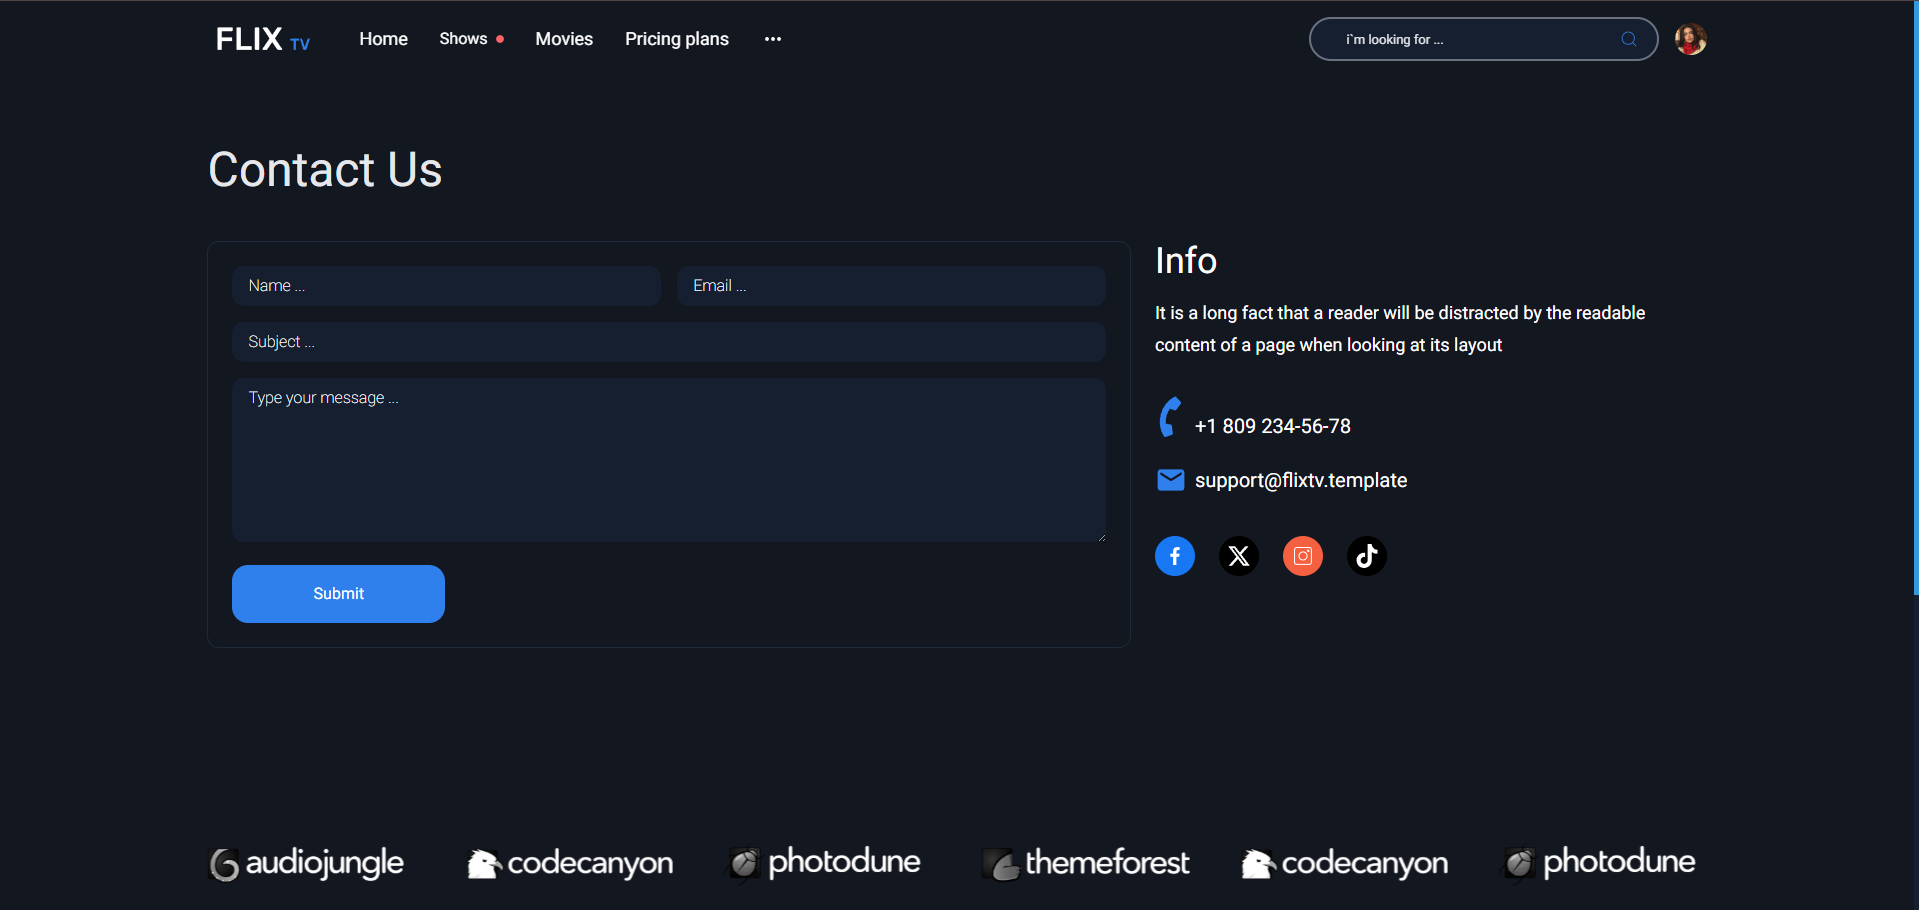 FLIX TV
Home
Shows
Movies
Pricing plans
i`m looking for ...
Contact Us
Name ...
Email ...
Subject ...
Type your message ...
Submit
Info
It is a long fact that a reader will be distracted by the readable
content of a page when looking at its layout
+1 809 234-56-78
support@flixtv.template
audiojungle
codecanyon
photodune
themeforest
codecanyon
photodune